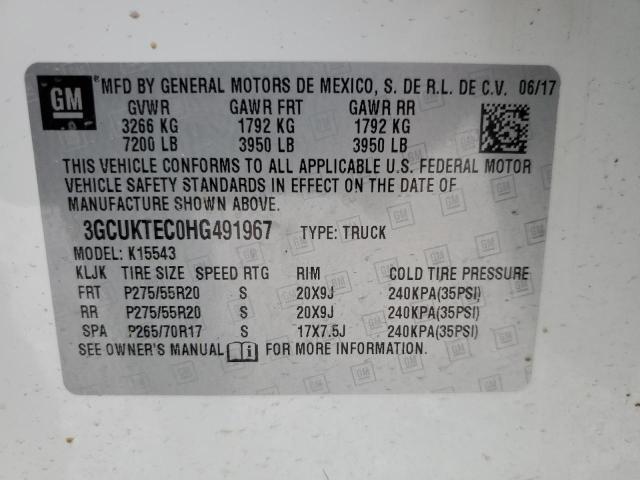 GM ® MFD BY GENERAL MOTORS DE MEXICO, S. DE R.L. DE C.V. 06/17
GVWR GAWR FRT GAWR RR
3266 KG 1792 KG 1792 KG
7200 LB 3950 LB 3950 LB
THIS VEHICLE CONFORMS TO ALL APPLICABLE U.S. FEDERAL MOTOR
VEHICLE SAFETY STANDARDS IN EFFECT ON THE DATE OF
MANUFACTURE SHOWN ABOVE.
3GCUKTEC0HG491967 TYPE: TRUCK
MODEL: K15543
KLJK TIRE SIZE SPEED RTG RIM COLD TIRE PRESSURE
FRT P275/55R20 S 20X9J 240KPA(35PSI)
RR P275/55R20 S 20X9J 240KPA(35PSI)
SPA P265/70R17 S 17X7.5J 240KPA(35PSI)
SEE OWNER'S MANUAL FOR MORE INFORMATION.